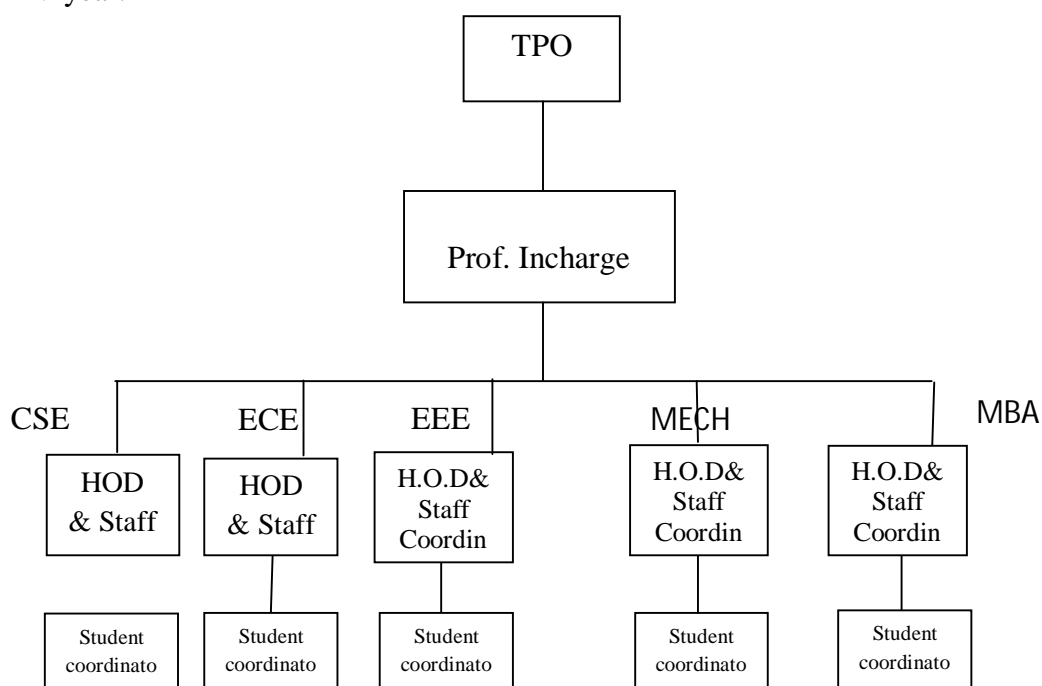 TPO
Prof. Incharge
CSE
ECE
EEE
MECH
MBA
HOD
& Staff
HOD
& Staff
H.O.D&
Staff
Coordin
H.O.D&
Staff
Coordin
H.O.D&
Staff
Coordin
Student
coordinato
Student
coordinato
Student
coordinato
Student
coordinato
Student
coordinato